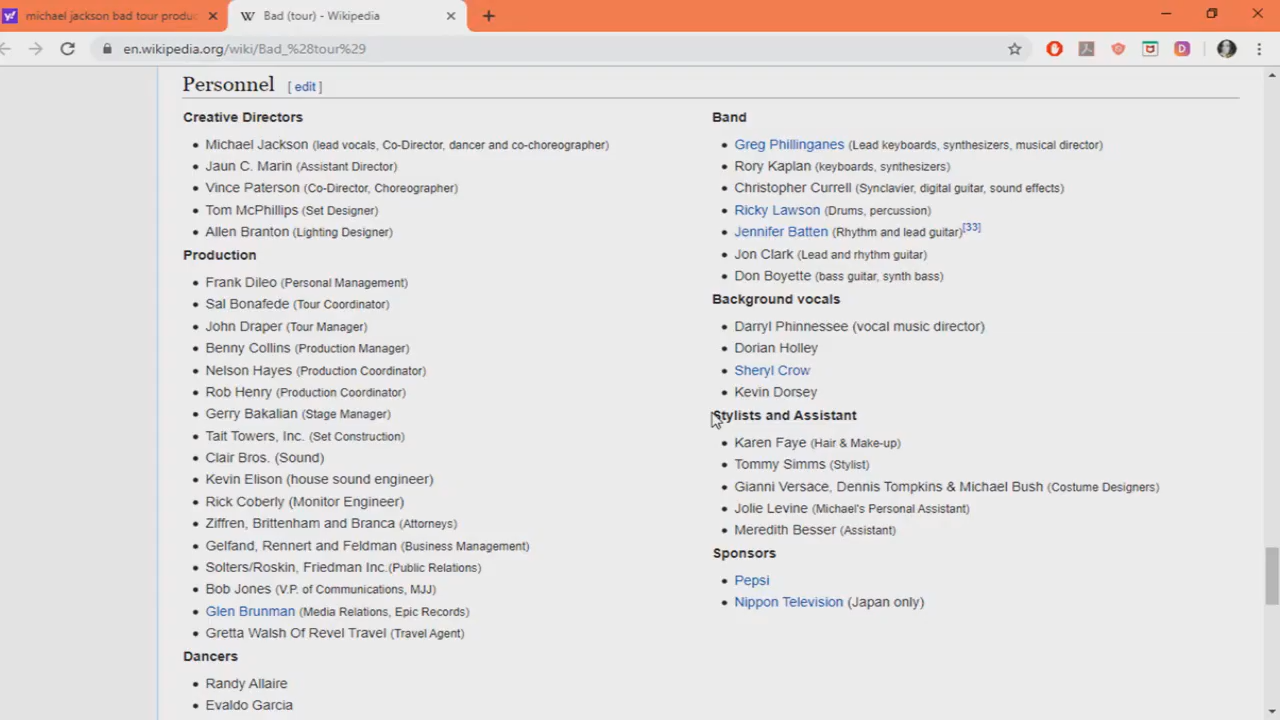 michael jackson bad tour produ
Bad (tour) - Wikipedia
en.wikipedia.org/wiki/Bad_%28tour%29
Personnel [ edit ]
Creative Directors
Michael Jackson (lead vocals, Co-Director, dancer and co-choreographer)
Jaun C. Marin (Assistant Director)
Vince Paterson (Co-Director, Choreographer)
Tom McPhillips (Set Designer)
Allen Branton (Lighting Designer)
Production
Frank Dileo (Personal Management)
Sal Bonafede (Tour Coordinator)
John Draper (Tour Manager)
Benny Collins (Production Manager)
Nelson Hayes (Production Coordinator)
Rob Henry (Production Coordinator)
Gerry Bakalian (Stage Manager)
Tait Towers, Inc. (Set Construction)
Clair Bros. (Sound)
Kevin Elison (house sound engineer)
Rick Coberly (Monitor Engineer)
Ziffren, Brittenham and Branca (Attorneys)
Gelfand, Rennert and Feldman (Business Management)
Solters/Roskin, Friedman Inc.(Public Relations)
Bob Jones (V.P. of Communications, MJJ)
Glen Brunman (Media Relations, Epic Records)
Gretta Walsh Of Revel Travel (Travel Agent)
Dancers
Randy Allaire
Evaldo Garcia
Band
Greg Phillinganes (Lead keyboards, synthesizers, musical director)
Rory Kaplan (keyboards, synthesizers)
Christopher Currell (Synclavier, digital guitar, sound effects)
Ricky Lawson (Drums, percussion)
Jennifer Batten (Rhythm and lead guitar)[33]
Jon Clark (Lead and rhythm guitar)
Don Boyette (bass guitar, synth bass)
Background vocals
Darryl Phinnessee (vocal music director)
Dorian Holley
Sheryl Crow
Kevin Dorsey
Stylists and Assistant
Karen Faye (Hair & Make-up)
Tommy Simms (Stylist)
Gianni Versace, Dennis Tompkins & Michael Bush (Costume Designers)
Jolie Levine (Michael's Personal Assistant)
Meredith Besser (Assistant)
Sponsors
Pepsi
Nippon Television (Japan only)